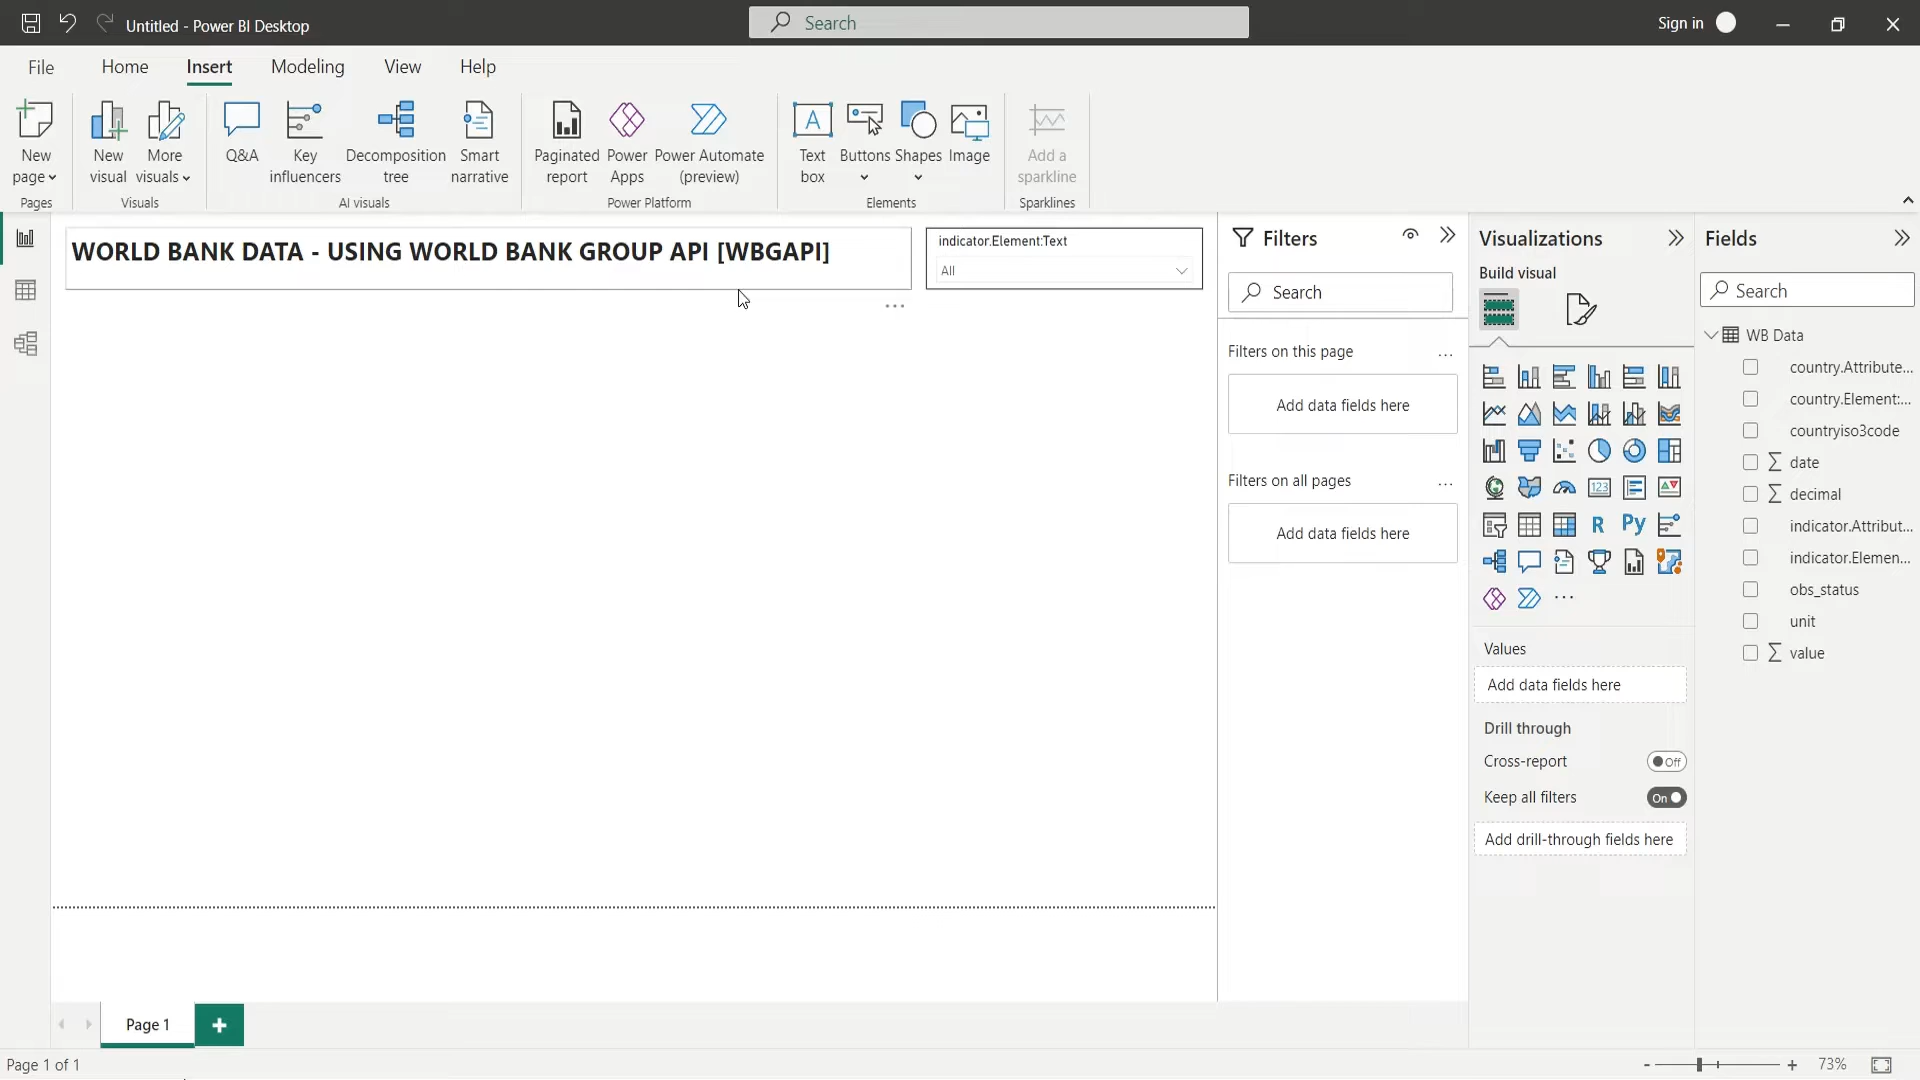 Untitled - Power BI Desktop
Search
Sign in
File Home Insert Modeling View Help
New page
New visual
More visuals
Q&A
Key influencers
Decomposition tree
Smart narrative
Paginated report
Power Apps
Power Automate (preview)
Text box
Buttons
Shapes
Image
Add a sparkline
Pages
Visuals
AI visuals
Power Platform
Elements
Sparklines
WORLD BANK DATA - USING WORLD BANK GROUP API [WBGAPI]
indicator.Element:Text
All
Filters
Search
Filters on this page
Add data fields here
Filters on all pages
Add data fields here
Visualizations
Build visual
123
R
Py
Values
Add data fields here
Drill through
Cross-report
Off
Keep all filters
On
Add drill-through fields here
Fields
Search
WB Data
country.Attribute...
country.Element:...
countryiso3code
∑ date
∑ decimal
indicator.Attribut...
indicator.Elemen...
obs_status
unit
∑ value
Page 1
Page 1 of 1
- + 73%